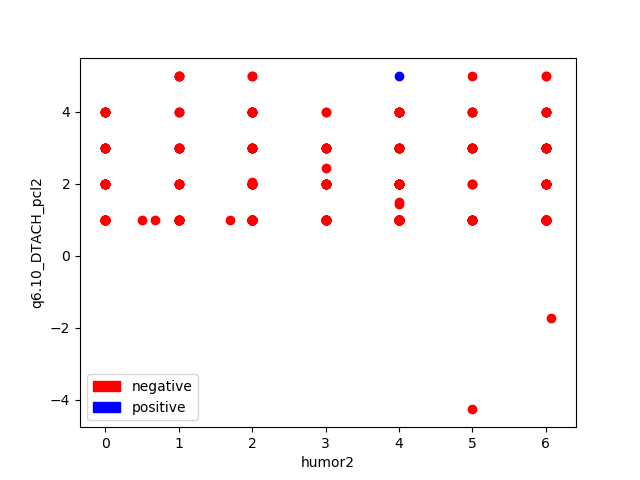 4
2
0
−2
−4
q6.10_DTACH_pcl2
negative
positive
0 1 2 3 4 5 6
humor2